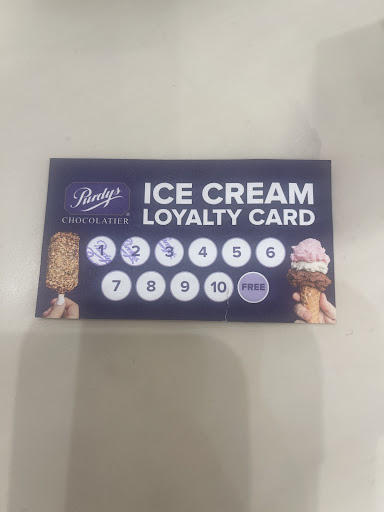 Purdys
CHOCOLATIER
ICE CREAM
LOYALTY CARD
1 2 3 4 5 6
7 8 9 10 FREE